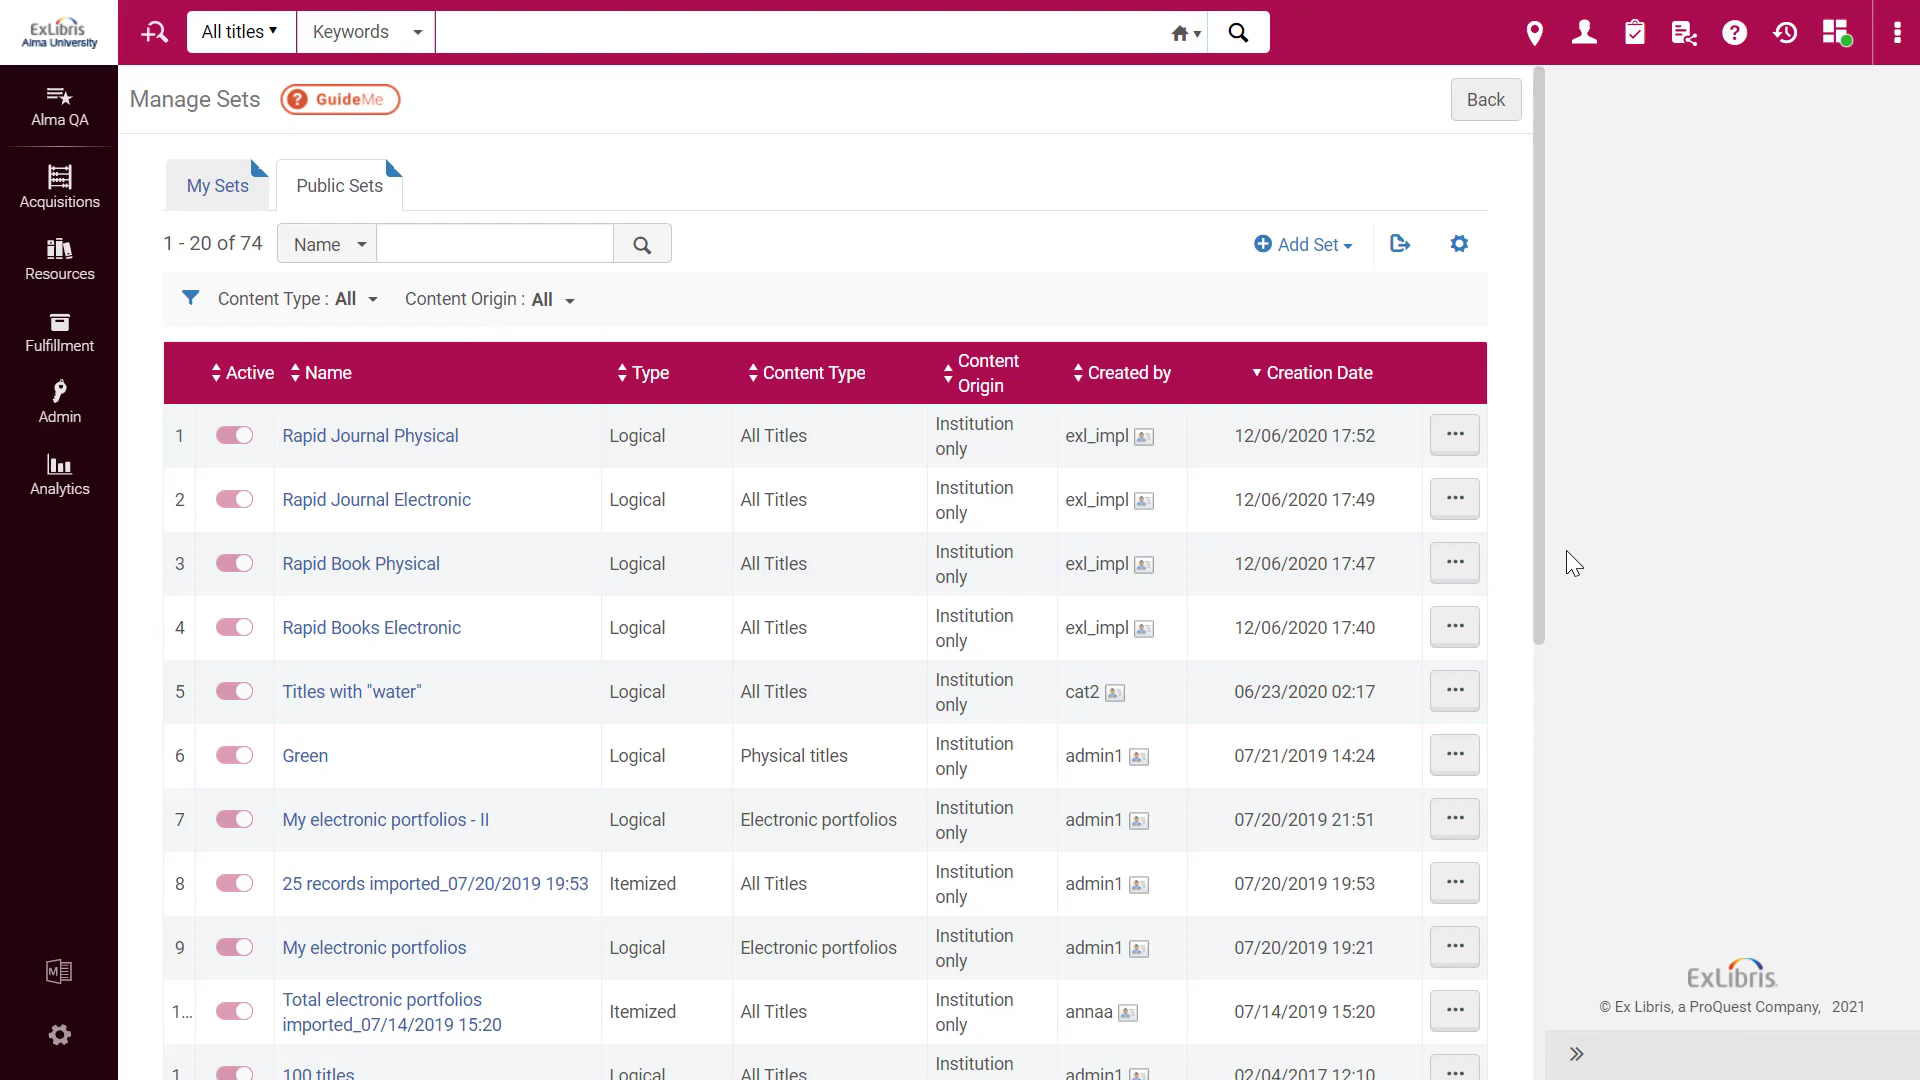 ExLibris
Alma University
All titles
Keywords
Manage Sets
? GuideMe
Back
Alma QA
Acquisitions
Resources
Fulfillment
Admin
Analytics
My Sets
Public Sets
1 - 20 of 74
Name
Add Set
Content Type : All
Content Origin : All
Active Name Type Content Type Content Origin Created by Creation Date
1 Rapid Journal Physical Logical All Titles Institution only exl_impl 12/06/2020 17:52 ...
2 Rapid Journal Electronic Logical All Titles Institution only exl_impl 12/06/2020 17:49 ...
3 Rapid Book Physical Logical All Titles Institution only exl_impl 12/06/2020 17:47 ...
4 Rapid Books Electronic Logical All Titles Institution only exl_impl 12/06/2020 17:40 ...
5 Titles with "water" Logical All Titles Institution only cat2 06/23/2020 02:17 ...
6 Green Logical Physical titles Institution only admin1 07/21/2019 14:24 ...
7 My electronic portfolios - II Logical Electronic portfolios Institution only admin1 07/20/2019 21:51 ...
8 25 records imported_07/20/2019 19:53 Itemized All Titles Institution only admin1 07/20/2019 19:53 ...
9 My electronic portfolios Logical Electronic portfolios Institution only admin1 07/20/2019 19:21 ...
1... Total electronic portfolios imported_07/14/2019 15:20 Itemized All Titles Institution only annaa 07/14/2019 15:20 ...
1 100 titles Logical All Titles Institution admin1 02/04/2017 12:10 ...
ExLibris
© Ex Libris, a ProQuest Company, 2021